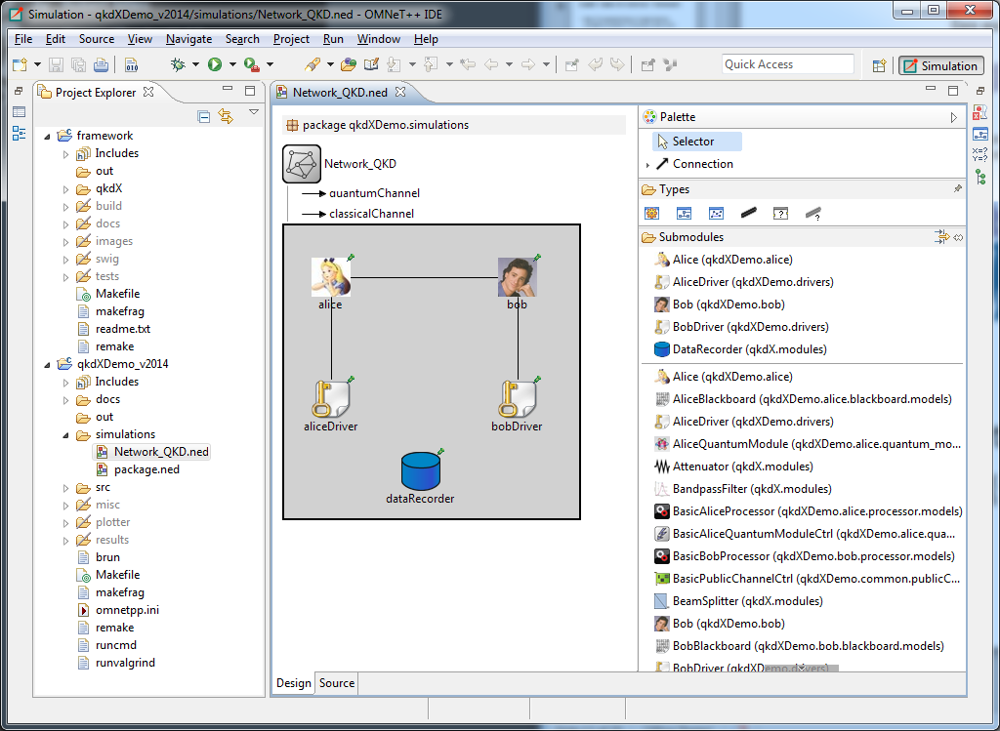 Simulation - qkdXDemo_v2014/simulations/Network_QKD.ned - OMNeT++ IDE
File Edit Source View Navigate Search Project Run Window Help
010
Quick Access
Simulation
Project Explorer
framework
Includes
out
qkdX
build
docs
images
swig
tests
Makefile
makefrag
readme.txt
remake
qkdXDemo_v2014
Includes
docs
out
simulations
Network_QKD.ned
package.ned
src
misc
plotter
results
brun
Makefile
makefrag
omnetpp.ini
remake
runcmd
runvalgrind
Network_QKD.ned
package qkdXDemo.simulations
Network_QKD
quantumChannel
classicalChannel
alice
bob
aliceDriver
bobDriver
dataRecorder
Design
Source
Palette
Selector
Connection
Types
Submodules
Alice (qkdXDemo.alice)
AliceDriver (qkdXDemo.drivers)
Bob (qkdXDemo.bob)
BobDriver (qkdXDemo.drivers)
DataRecorder (qkdX.modules)
Alice (qkdXDemo.alice)
AliceBlackboard (qkdXDemo.alice.blackboard.models)
AliceDriver (qkdXDemo.drivers)
AliceQuantumModule (qkdXDemo.alice.quantum_mo...
Attenuator (qkdX.modules)
BandpassFilter (qkdX.modules)
BasicAliceProcessor (qkdXDemo.alice.processor.models)
BasicAliceQuantumModuleCtrl (qkdXDemo.alice.qua...
BasicBobProcessor (qkdXDemo.bob.processor.models)
BasicPublicChannelCtrl (qkdXDemo.common.publicC...
BeamSplitter (qkdX.modules)
Bob (qkdXDemo.bob)
BobBlackboard (qkdXDemo.bob.blackboard.models)
BobDriver (qkdXDemo.drivers)
X=?
Y=?